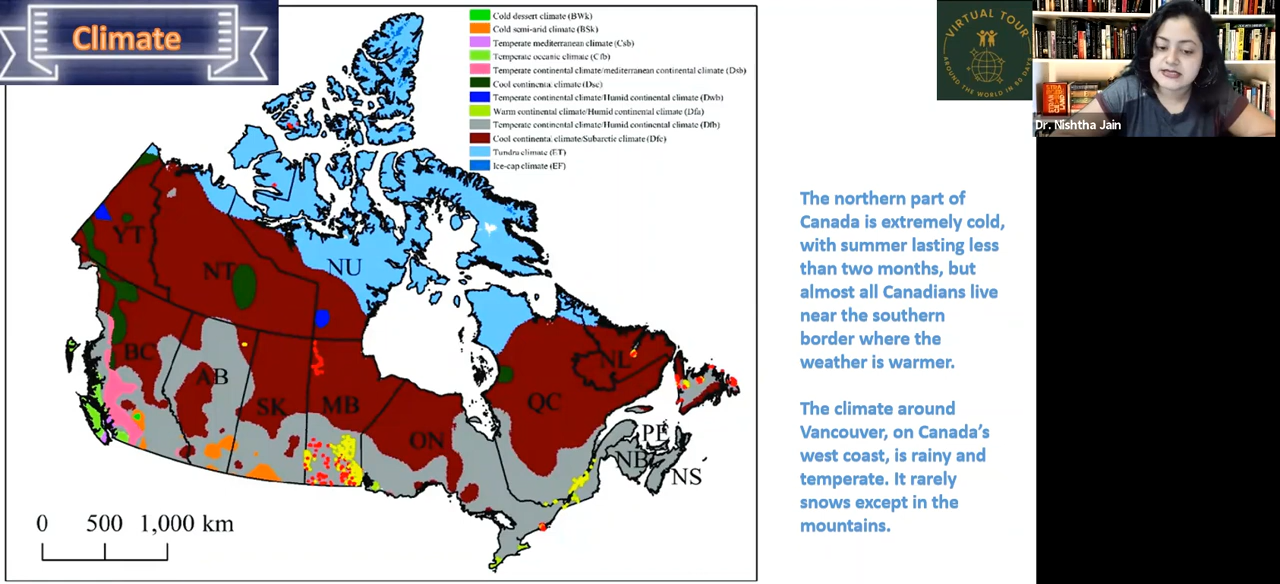 Climate
Cold dessert climate (BWk)
Cold semi-arid climate (BSk)
Temperate mediterranean climate (Csb)
Temperate oceanic climate (Cfb)
Temperate continental climate/mediterranean continental climate (Dsb)
Cool continental climate (Dsc)
Temperate continental climate/Humid continental climate (Dwb)
Warm continental climate/Humid continental climate (Dfa)
Temperate continental climate/Humid continental climate (Dfb)
Cool continental climate/Subarctic climate (Dfc)
Tundra climate (ET)
Ice-cap climate (EF)
YT
NT
NU
BC
AB
SK
MB
ON
QC
NL
PE
NB
NS
0 500 1,000 km
VIRTUAL TOUR
AROUND THE WORLD IN 80 DAYS
Dr. Nishtha Jain
The northern part of
Canada is extremely cold,
with summer lasting less
than two months, but
almost all Canadians live
near the southern
border where the
weather is warmer.
The climate around
Vancouver, on Canada's
west coast, is rainy and
temperate. It rarely
snows except in the
mountains.